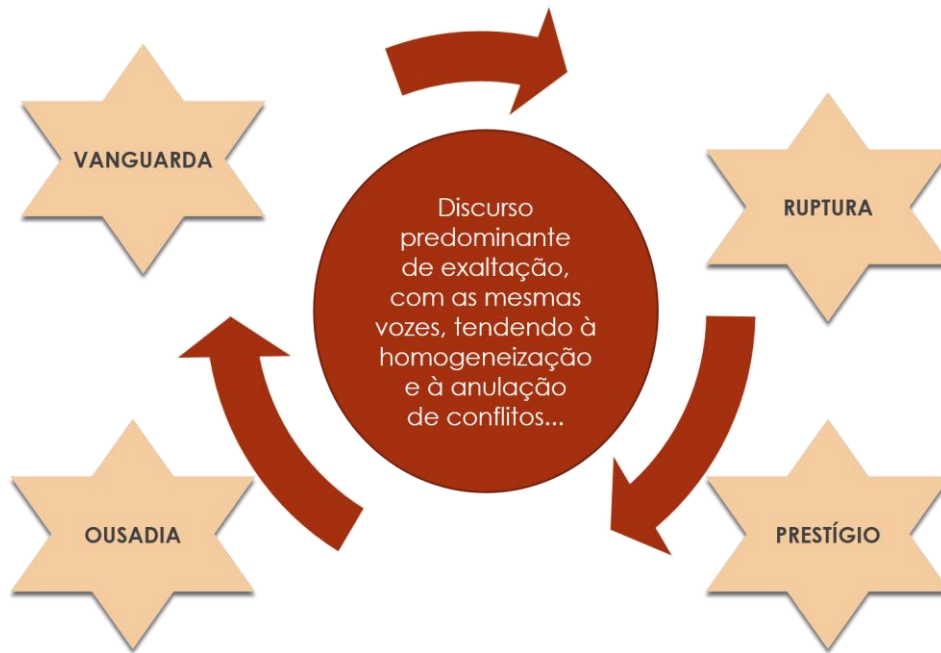 VANGUARDA
RUPTURA
Discurso
predominante
de exaltação,
com as mesmas
vozes, tendendo à
homogeneização
e à anulação
de conflitos...
OUSADIA
PRESTÍGIO